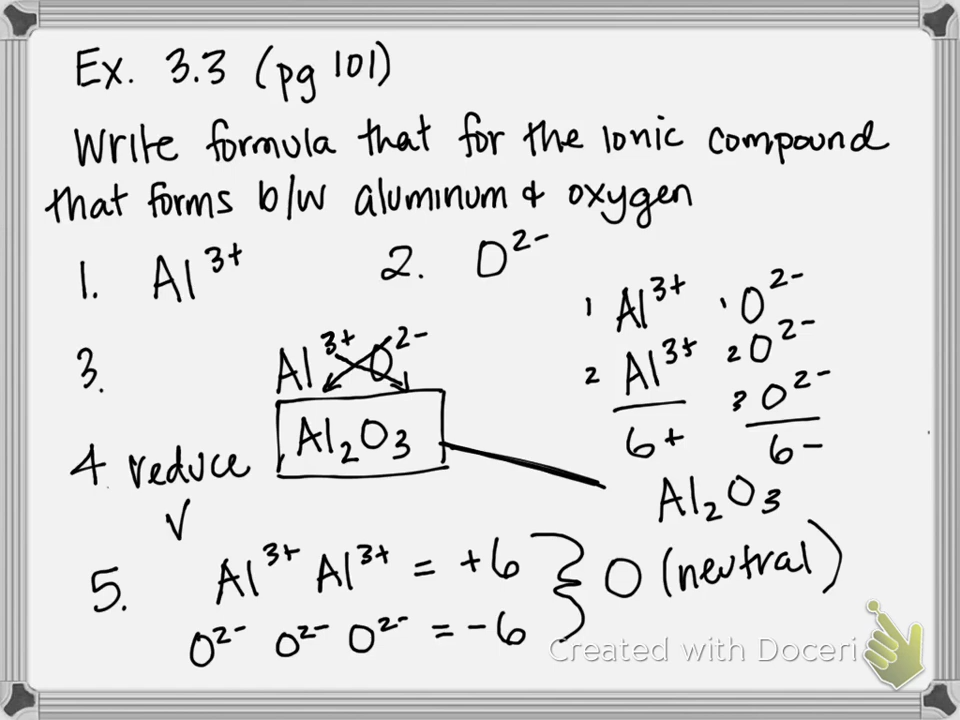 Ex. 3.3 (pg 101)
Write formula that for the Ionic compound
that forms b/w aluminum & oxygen
1. Al³⁺ 2. O²⁻
3. Al³⁺ O²⁻
Al₂O₃
1 Al³⁺ 1 O²⁻
2 Al³⁺ 2 O²⁻
3 O²⁻
6+ 6-
Al₂O₃
4. reduce
√
5. Al³⁺ Al³⁺ = +6
O²⁻ O²⁻ O²⁻ = -6
} 0 (neutral)
Created with Doceri